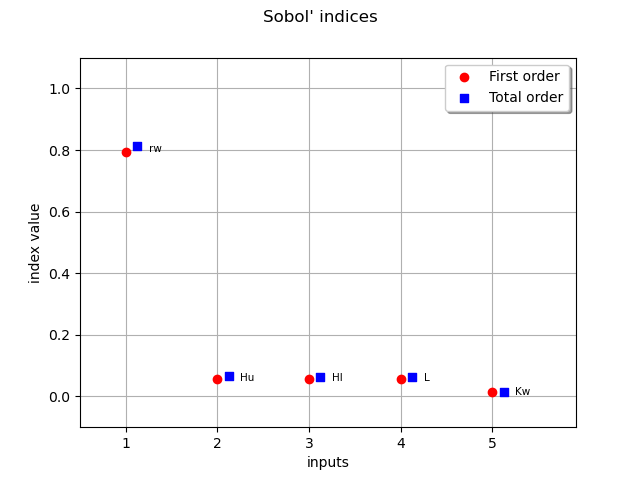 Sobol' indices
First order
Total order
1.0
0.8
0.6
0.4
0.2
0.0
index value
rw
Hu
Hl
L
Kw
1 2 3 4 5
inputs